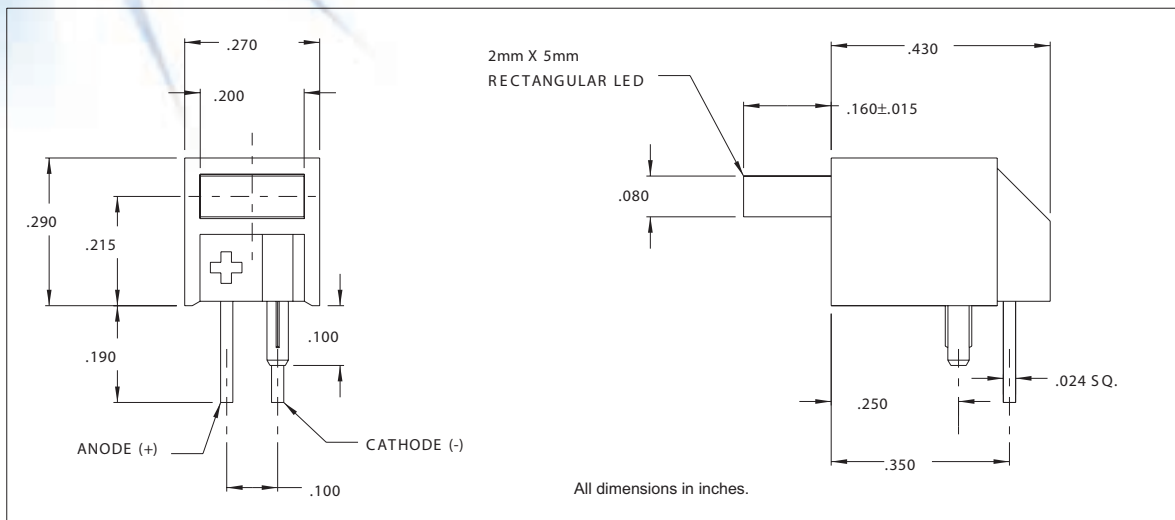 .270
.200
.290
.215
.190
.100
ANODE (+)
CATHODE (-)
.100
2mm X 5mm
RECTANGULAR LED
.430
.160±.015
.080
.024 SQ.
.250
.350
All dimensions in inches.